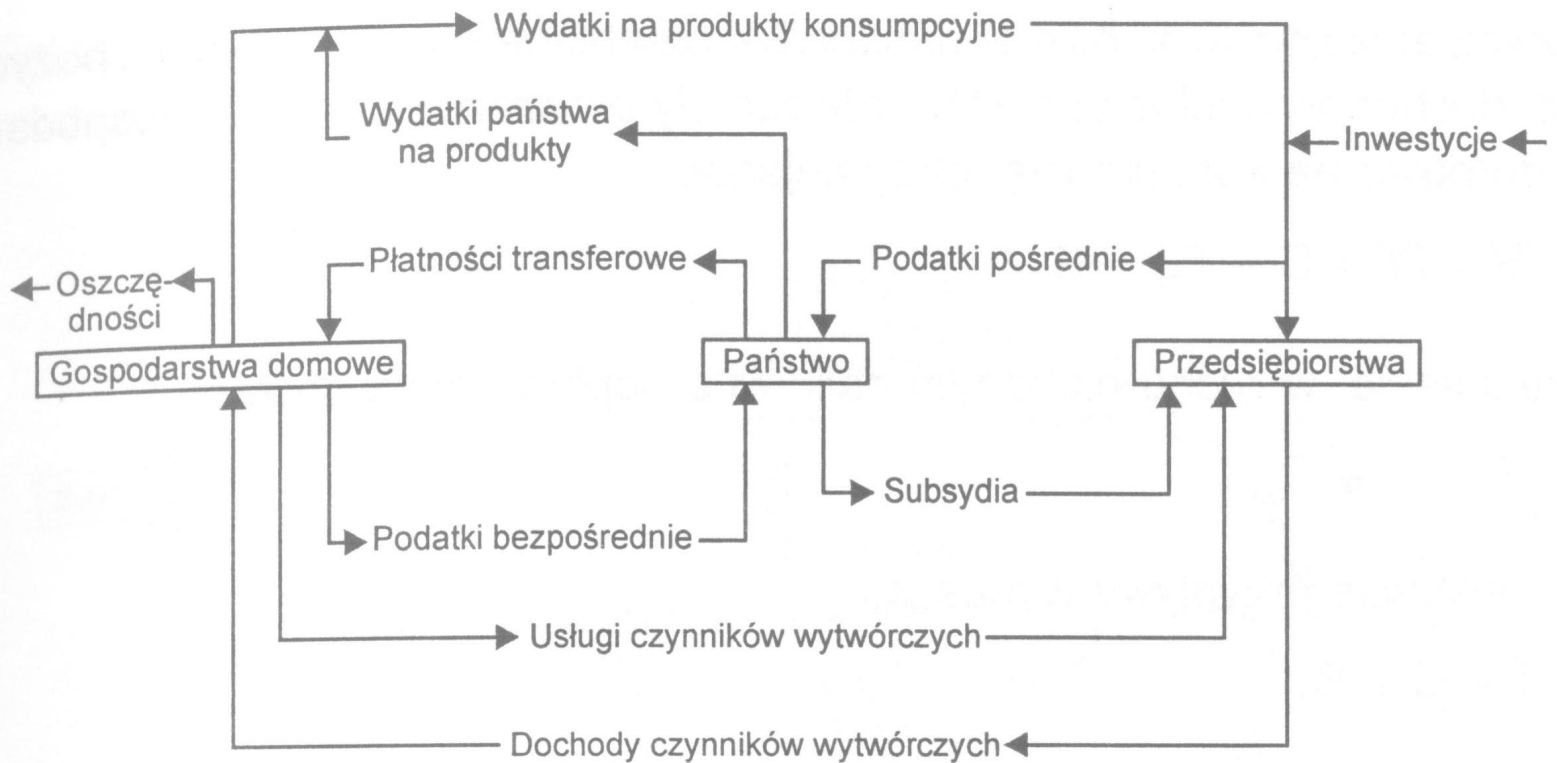 Wydatki na produkty konsumpcyjne
Wydatki państwa
na produkty
Inwestycje
Płatności transferowe
Podatki pośrednie
Oszczę
dności
Gospodarstwa domowe
Państwo
Przedsiębiorstwa
Subsydia
Podatki bezpośrednie
Usługi czynników wytwórczych
Dochody czynników wytwórczych